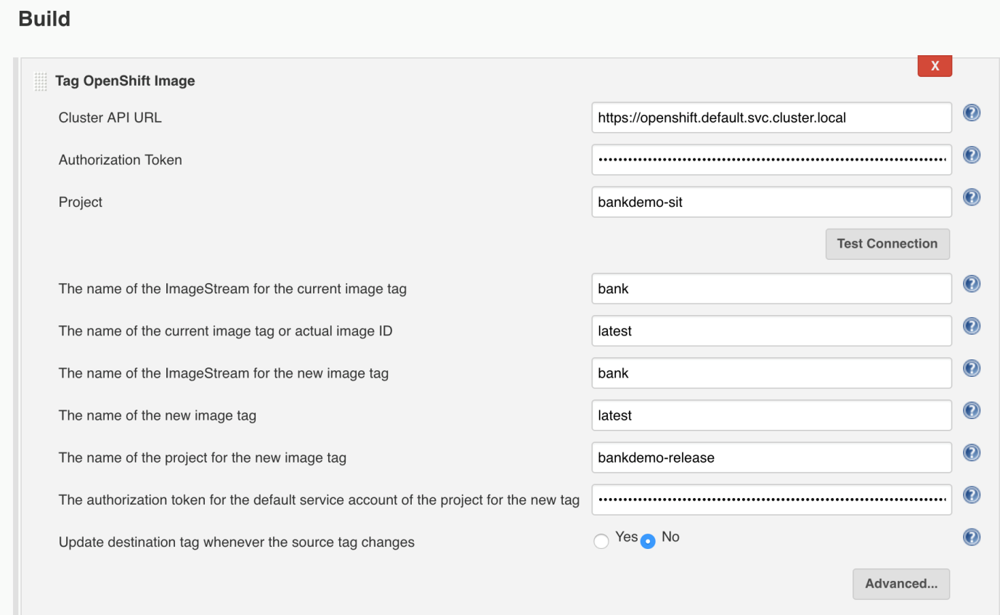 Build
X
Tag OpenShift Image
Cluster API URL
https://openshift.default.svc.cluster.local
Authorization Token
••••••••••••••••••••••••••••••••••••••••••••••••••••••••••••••••••••••••
Project
bankdemo-sit
Test Connection
The name of the ImageStream for the current image tag
bank
The name of the current image tag or actual image ID
latest
The name of the ImageStream for the new image tag
bank
The name of the new image tag
latest
The name of the project for the new image tag
bankdemo-release
The authorization token for the default service account of the project for the new tag
••••••••••••••••••••••••••••••••••••••••••••••••••••••••••••••••••••••••
Update destination tag whenever the source tag changes
Yes No
Advanced...